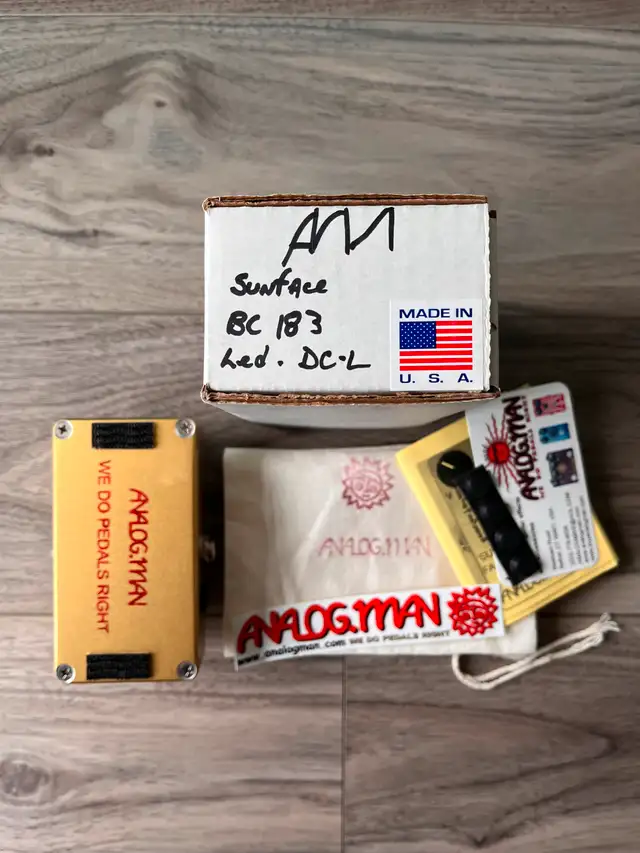 AM
Sunface
BC 183
Led. DC-L
MADE IN
U. S. A.
ANALOG.MAN
WE DO PEDALS RIGHT
ANALOG.MAN
ANALOG.MAN
WE DO PEDALS RIGHT
www.analogman.com
ANALOG.MAN